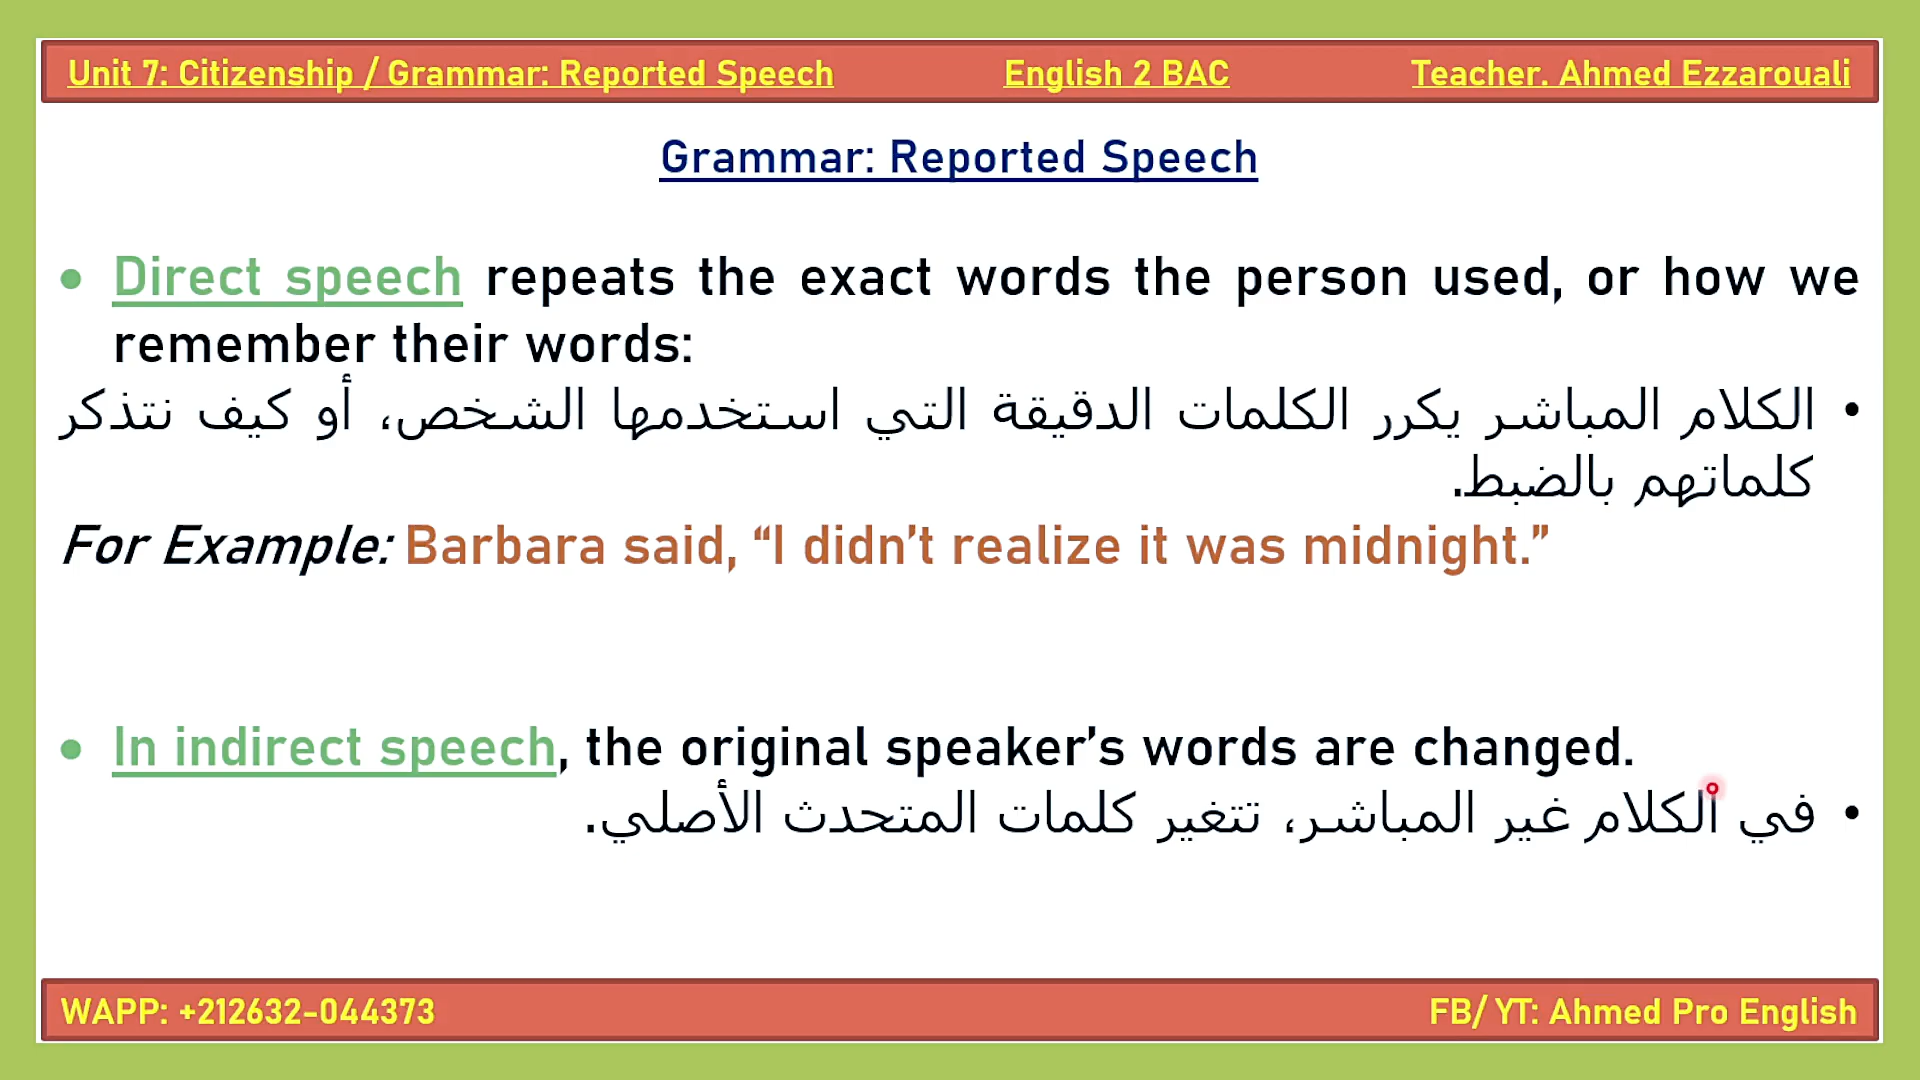 Unit 7: Citizenship / Grammar: Reported Speech English 2 BAC Teacher. Ahmed Ezzarouali
Grammar: Reported Speech
• Direct speech repeats the exact words the person used, or how we
remember their words:
• الكلام المباشر يكرر الكلمات الدقيقة التي استخدمها الشخص، أو كيف نتذكر
كلماتهم بالضبط.
For Example: Barbara said, “I didn’t realize it was midnight.”
• In indirect speech, the original speaker’s words are changed.
• في الكلام غير المباشر، تتغير كلمات المتحدث الأصلي.
WAPP: +212632-044373 FB/ YT: Ahmed Pro English